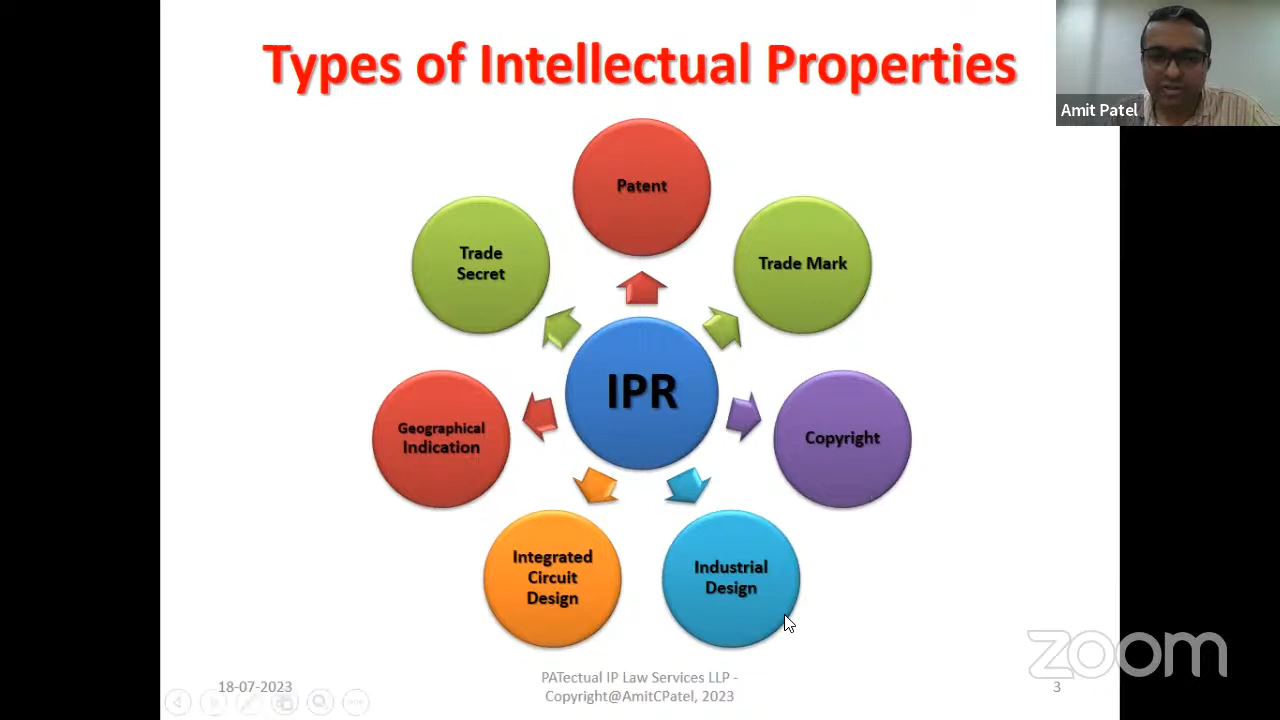 Types of Intellectual Properties
Amit Patel
Patent
Trade
Secret
Trade Mark
IPR
Geographical
Indication
Copyright
Integrated
Circuit
Design
Industrial
Design
zoom
18-07-2023
PATectual IP Law Services LLP -
Copyright@AmitCPatel, 2023
3